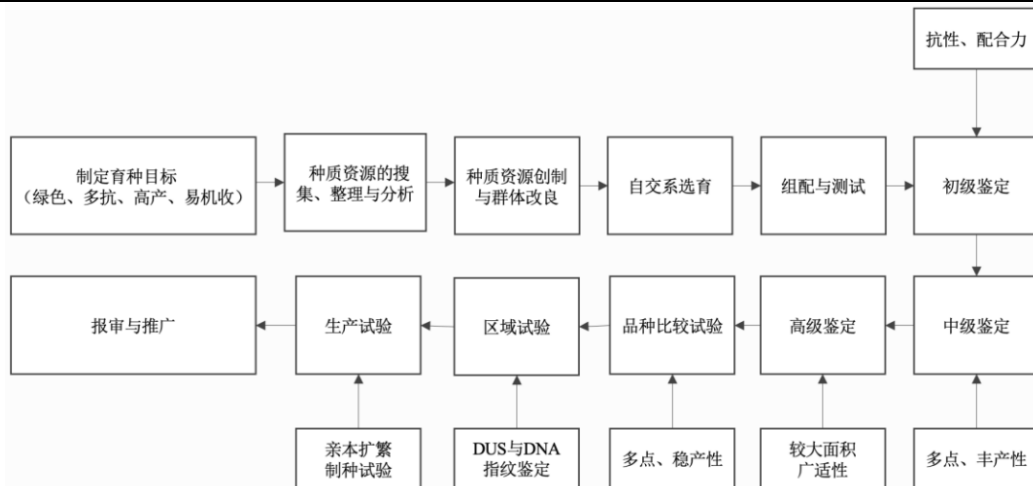 抗性、配合力
制定育种目标
（绿色、多抗、高产、易机收）
种质资源的搜
集、整理与分析
种质资源创制
与群体改良
自交系选育
组配与测试
初级鉴定
报审与推广
生产试验
区域试验
品种比较试验
高级鉴定
中级鉴定
亲本扩繁
制种试验
DUS与DNA
指纹鉴定
多点、稳产性
较大面积
广适性
多点、丰产性